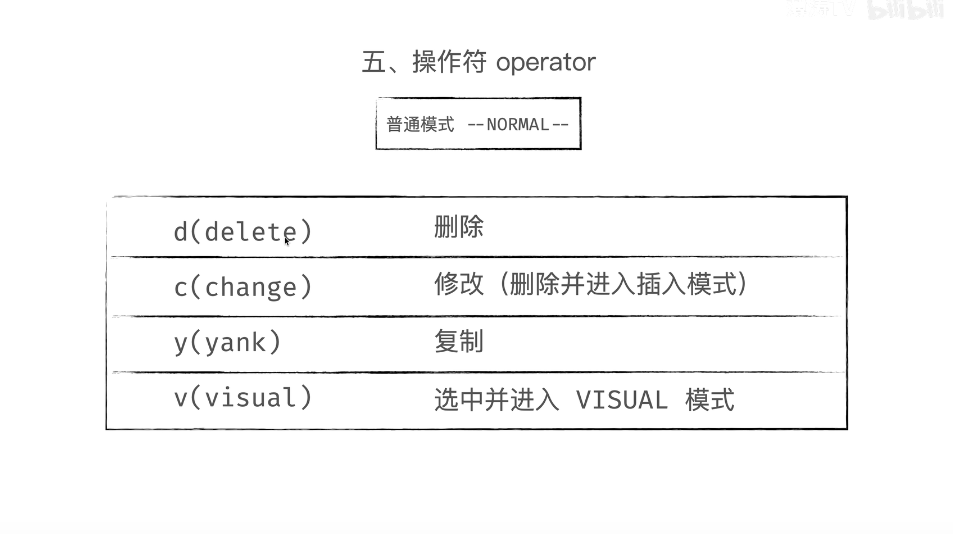 bilibili
五、操作符 operator
普通模式 --NORMAL--
d(delete) 删除
c(change) 修改（删除并进入插入模式）
y(yank) 复制
v(visual) 选中并进入 VISUAL 模式